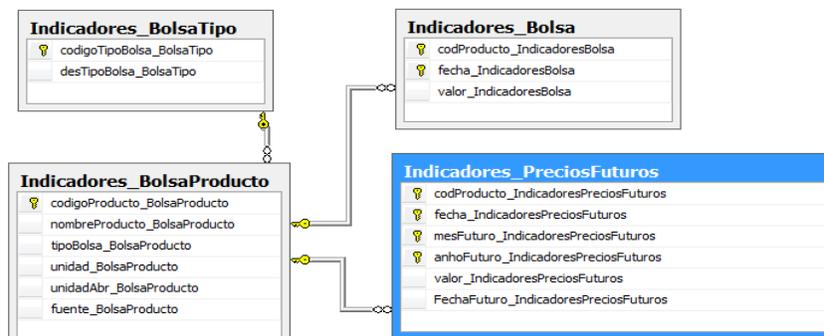 Indicadores_BolsaTipo
codigoTipoBolsa_BolsaTipo
desTipoBolsa_BolsaTipo
Indicadores_Bolsa
codProducto_IndicadoresBolsa
fecha_IndicadoresBolsa
valor_IndicadoresBolsa
Indicadores_BolsaProducto
codigoProducto_BolsaProducto
nombreProducto_BolsaProducto
tipoBolsa_BolsaProducto
unidad_BolsaProducto
unidadAbr_BolsaProducto
fuente_BolsaProducto
Indicadores_PreciosFuturos
codProducto_IndicadoresPreciosFuturos
fecha_IndicadoresPreciosFuturos
mesFuturo_IndicadoresPreciosFuturos
anhoFuturo_IndicadoresPreciosFuturos
valor_IndicadoresPreciosFuturos
FechaFuturo_IndicadoresPreciosFuturos